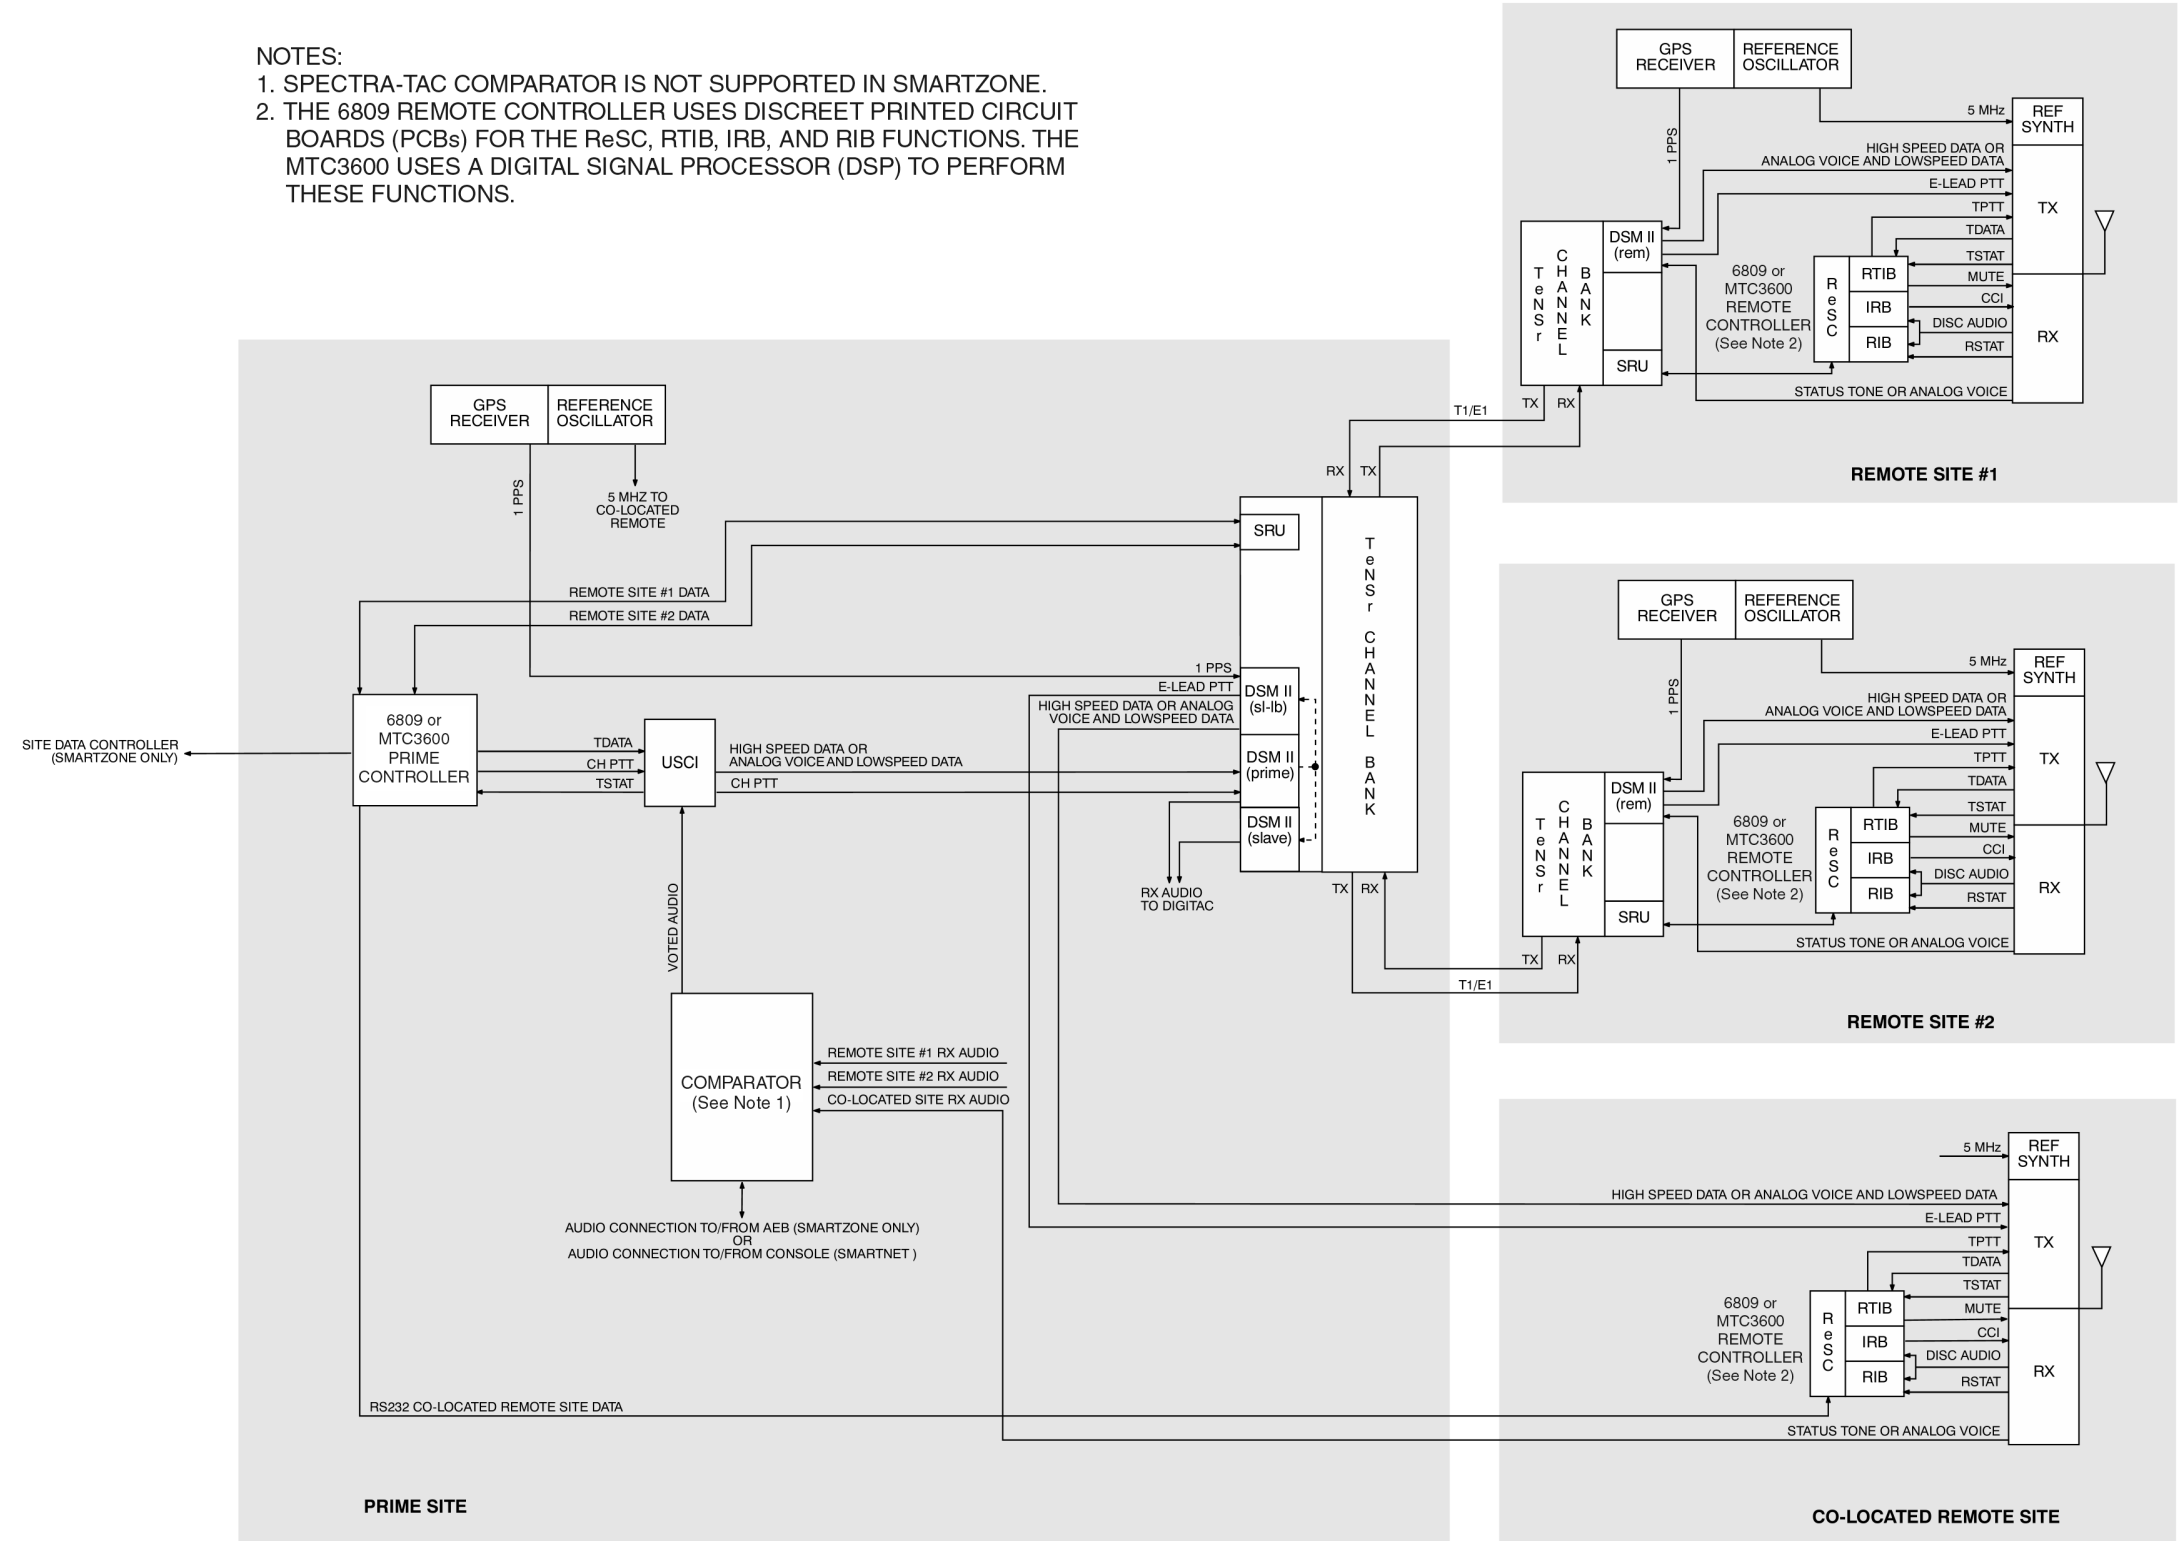 NOTES:
1. SPECTRA-TAC COMPARATOR IS NOT SUPPORTED IN SMARTZONE.
2. THE 6809 REMOTE CONTROLLER USES DISCREET PRINTED CIRCUIT
BOARDS (PCBs) FOR THE ReSC, RTIB, IRB, AND RIB FUNCTIONS. THE
MTC3600 USES A DIGITAL SIGNAL PROCESSOR (DSP) TO PERFORM
THESE FUNCTIONS.
GPS
RECEIVER
REFERENCE
OSCILLATOR
1 PPS
5 MHz
REF
SYNTH
HIGH SPEED DATA OR
ANALOG VOICE AND LOWSPEED DATA
E-LEAD PTT
TPTT
TDATA
TSTAT
MUTE
CCI
DISC AUDIO
RSTAT
STATUS TONE OR ANALOG VOICE
TX
RX
TeNSr
CHANNEL
BANK
DSM II
(rem)
SRU
6809 or
MTC3600
REMOTE
CONTROLLER
(See Note 2)
ReSC
RTIB
IRB
RIB
TX
RX
T1/E1
REMOTE SITE #1
GPS
RECEIVER
REFERENCE
OSCILLATOR
1 PPS
5 MHZ TO
CO-LOCATED
REMOTE
RX
TX
SRU
TeNSr CHANNEL BANK
REMOTE SITE #1 DATA
REMOTE SITE #2 DATA
1 PPS
E-LEAD PTT
HIGH SPEED DATA OR ANALOG
VOICE AND LOWSPEED DATA
DSM II
(sl-lb)
DSM II
(prime)
DSM II
(slave)
SITE DATA CONTROLLER
(SMARTZONE ONLY)
6809 or
MTC3600
PRIME
CONTROLLER
TDATA
CH PTT
TSTAT
USCI
HIGH SPEED DATA OR
ANALOG VOICE AND LOWSPEED DATA
CH PTT
RX AUDIO
TO DIGITAC
TX
RX
VOTED AUDIO
COMPARATOR
(See Note 1)
REMOTE SITE #1 RX AUDIO
REMOTE SITE #2 RX AUDIO
CO-LOCATED SITE RX AUDIO
AUDIO CONNECTION TO/FROM AEB (SMARTZONE ONLY)
OR
AUDIO CONNECTION TO/FROM CONSOLE (SMARTNET )
RS232 CO-LOCATED REMOTE SITE DATA
PRIME SITE
GPS
RECEIVER
REFERENCE
OSCILLATOR
1 PPS
5 MHz
REF
SYNTH
HIGH SPEED DATA OR
ANALOG VOICE AND LOWSPEED DATA
E-LEAD PTT
TPTT
TDATA
TSTAT
MUTE
CCI
DISC AUDIO
RSTAT
STATUS TONE OR ANALOG VOICE
TX
RX
TeNSr
CHANNEL
BANK
DSM II
(rem)
SRU
6809 or
MTC3600
REMOTE
CONTROLLER
(See Note 2)
ReSC
RTIB
IRB
RIB
TX
RX
T1/E1
REMOTE SITE #2
5 MHz
REF
SYNTH
HIGH SPEED DATA OR ANALOG VOICE AND LOWSPEED DATA
E-LEAD PTT
TPTT
TDATA
TSTAT
MUTE
CCI
DISC AUDIO
RSTAT
STATUS TONE OR ANALOG VOICE
TX
RX
6809 or
MTC3600
REMOTE
CONTROLLER
(See Note 2)
ReSC
RTIB
IRB
RIB
CO-LOCATED REMOTE SITE